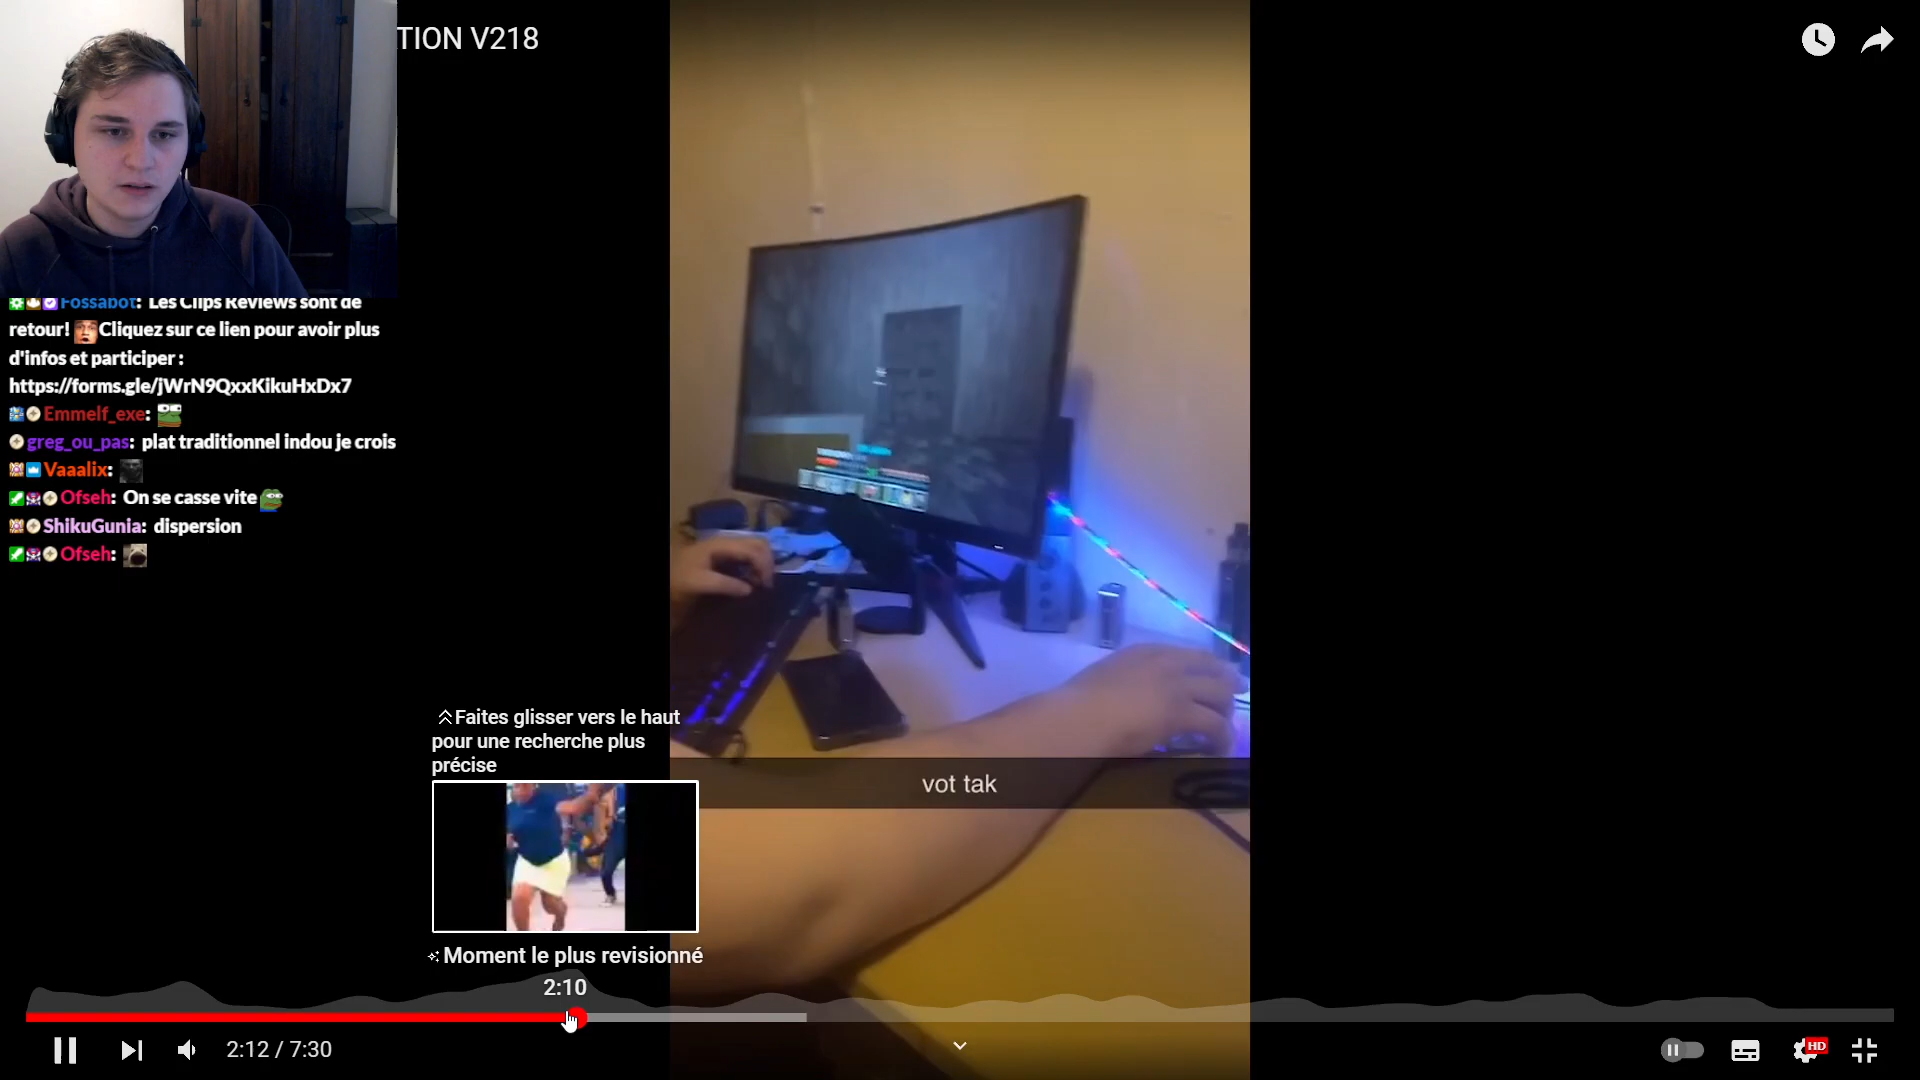 TION V218
Fossabot: Les Clips Reviews sont de
retour! Cliquez sur ce lien pour avoir plus
d'infos et participer :
https://forms.gle/jWrN9QxxKikuHxDx7
Emmelf_exe:
greg_ou_pas: plat traditionnel indou je crois
Vaaalix:
Ofseh: On se casse vite
ShikuGunia: dispersion
Ofseh:
Faites glisser vers le haut
pour une recherche plus
précise
vot tak
Moment le plus revisionné
2:10
2:12 / 7:30
HD